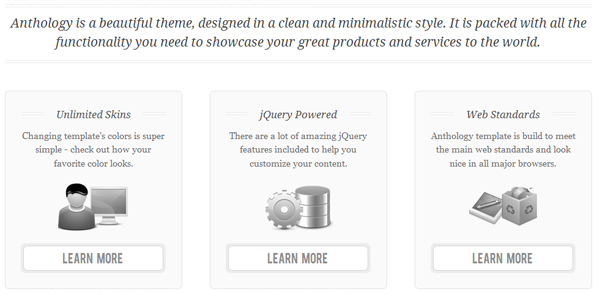 Anthology is a beautiful theme, designed in a clean and minimalistic style. It is packed with all the
functionality you need to showcase your great products and services to the world.
Unlimited Skins
Changing template's colors is super
simple - check out how your
favorite color looks.
LEARN MORE
jQuery Powered
There are a lot of amazing jQuery
features included to help you
customize your content.
LEARN MORE
Web Standards
Anthology template is build to meet
the main web standards and look
nice in all major browsers.
LEARN MORE